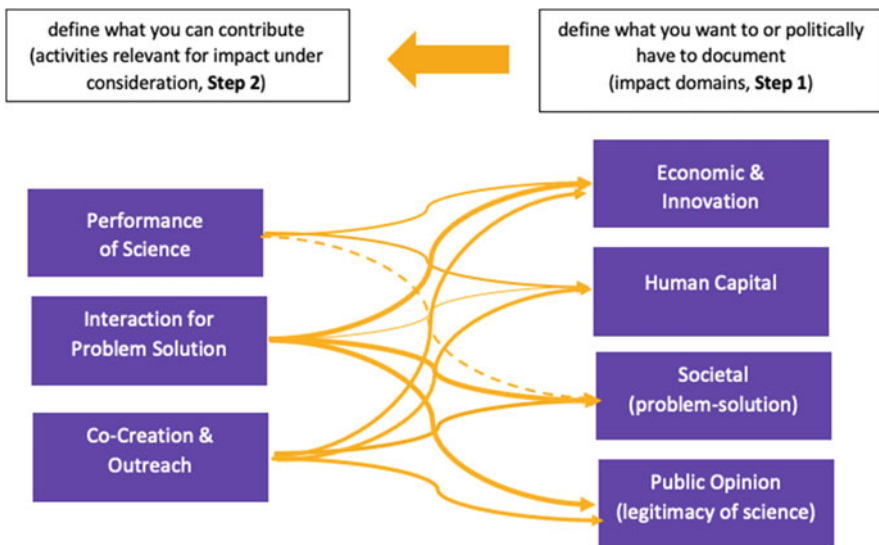 define what you can contribute
(activities relevant for impact under
consideration, Step 2)
define what you want to or politically
have to document
(impact domains, Step 1)
Performance
of Science
Interaction for
Problem Solution
Co-Creation &
Outreach
Economic &
Innovation
Human Capital
Societal
(problem-solution)
Public Opinion
(legitimacy of science)